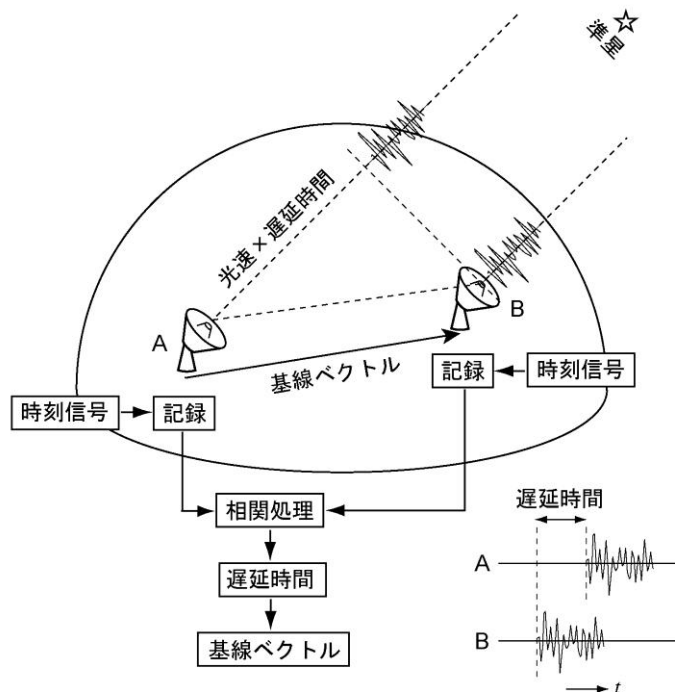 準星
光速×遅延時間
A
B
基線ベクトル
記録
時刻信号
時刻信号
記録
相関処理
遅延時間
遅延時間
A
基線ベクトル
B
t